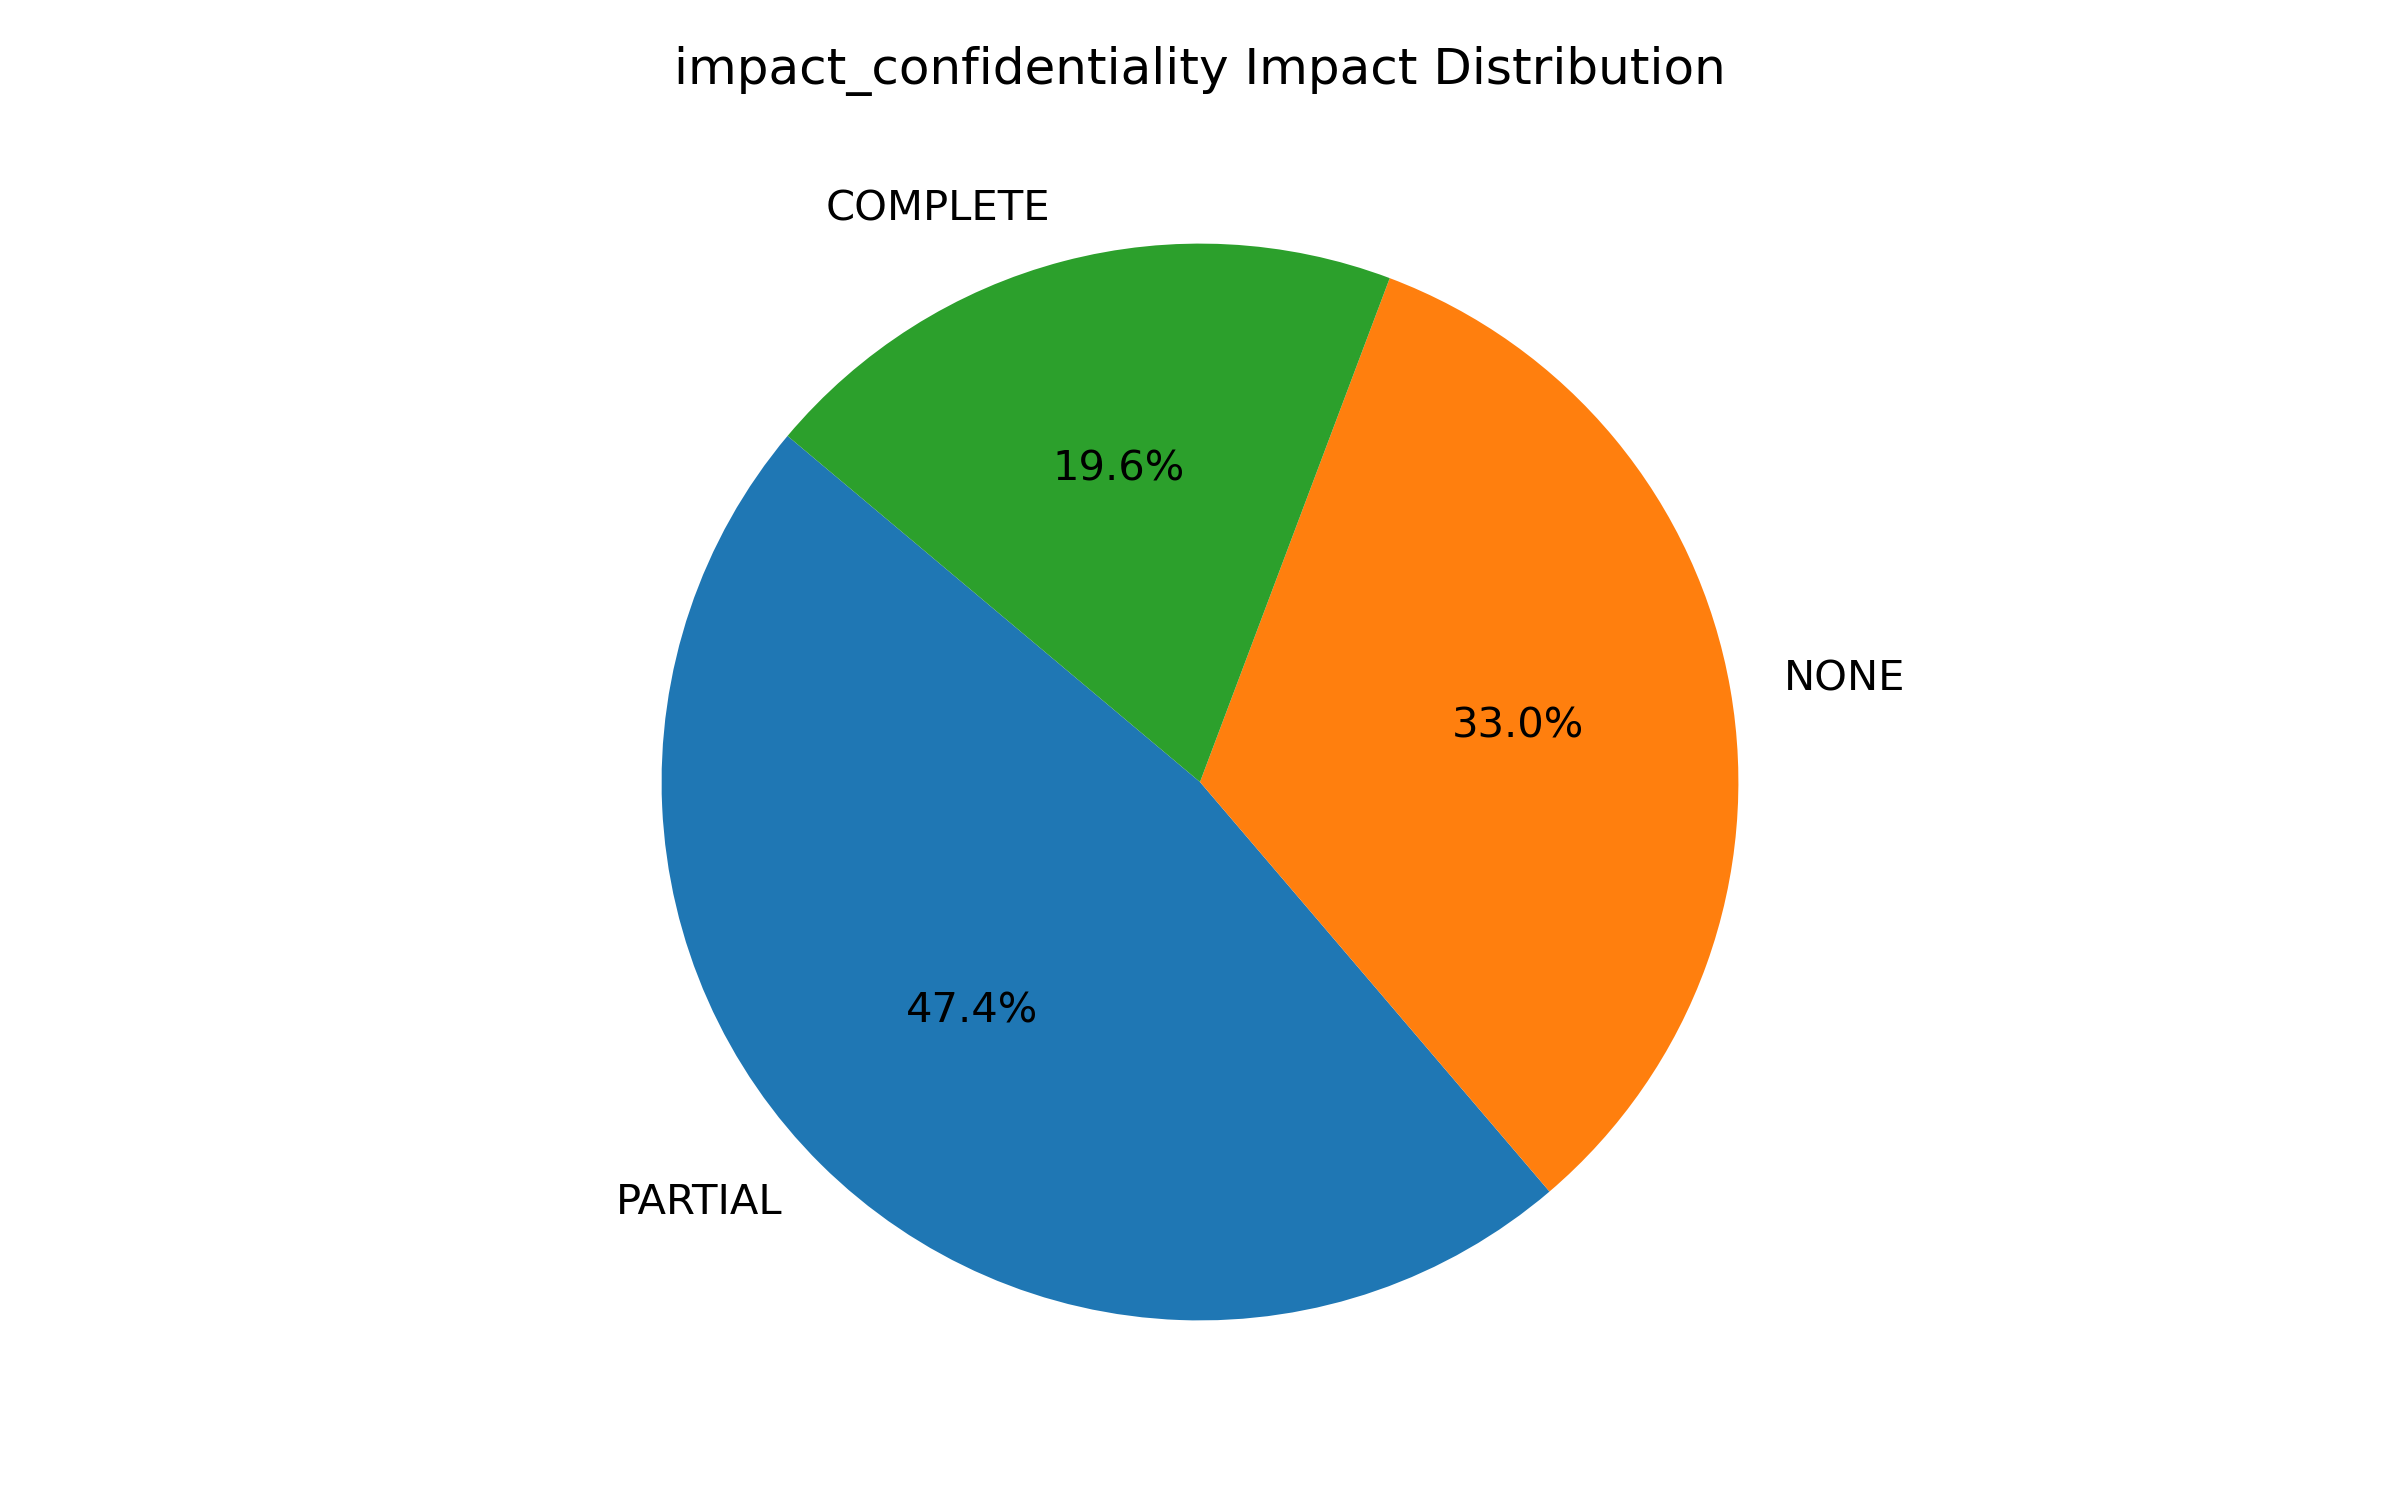 impact_confidentiality Impact Distribution
COMPLETE
19.6%
NONE
33.0%
47.4%
PARTIAL